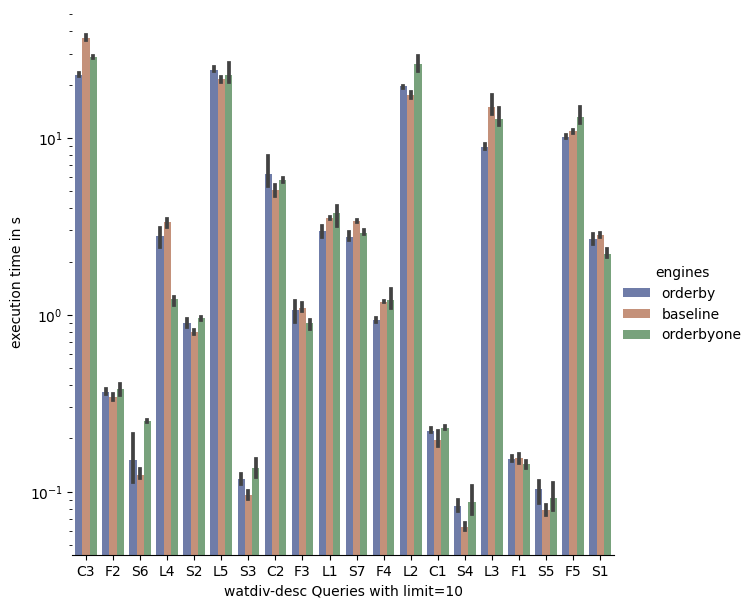 execution time in s
10¹
10⁰
10⁻¹
C3 F2 S6 L4 S2 L5 S3 C2 F3 L1 S7 F4 L2 C1 S4 L3 F1 S5 F5 S1
watdiv-desc Queries with limit=10
engines
orderby
baseline
orderbyone